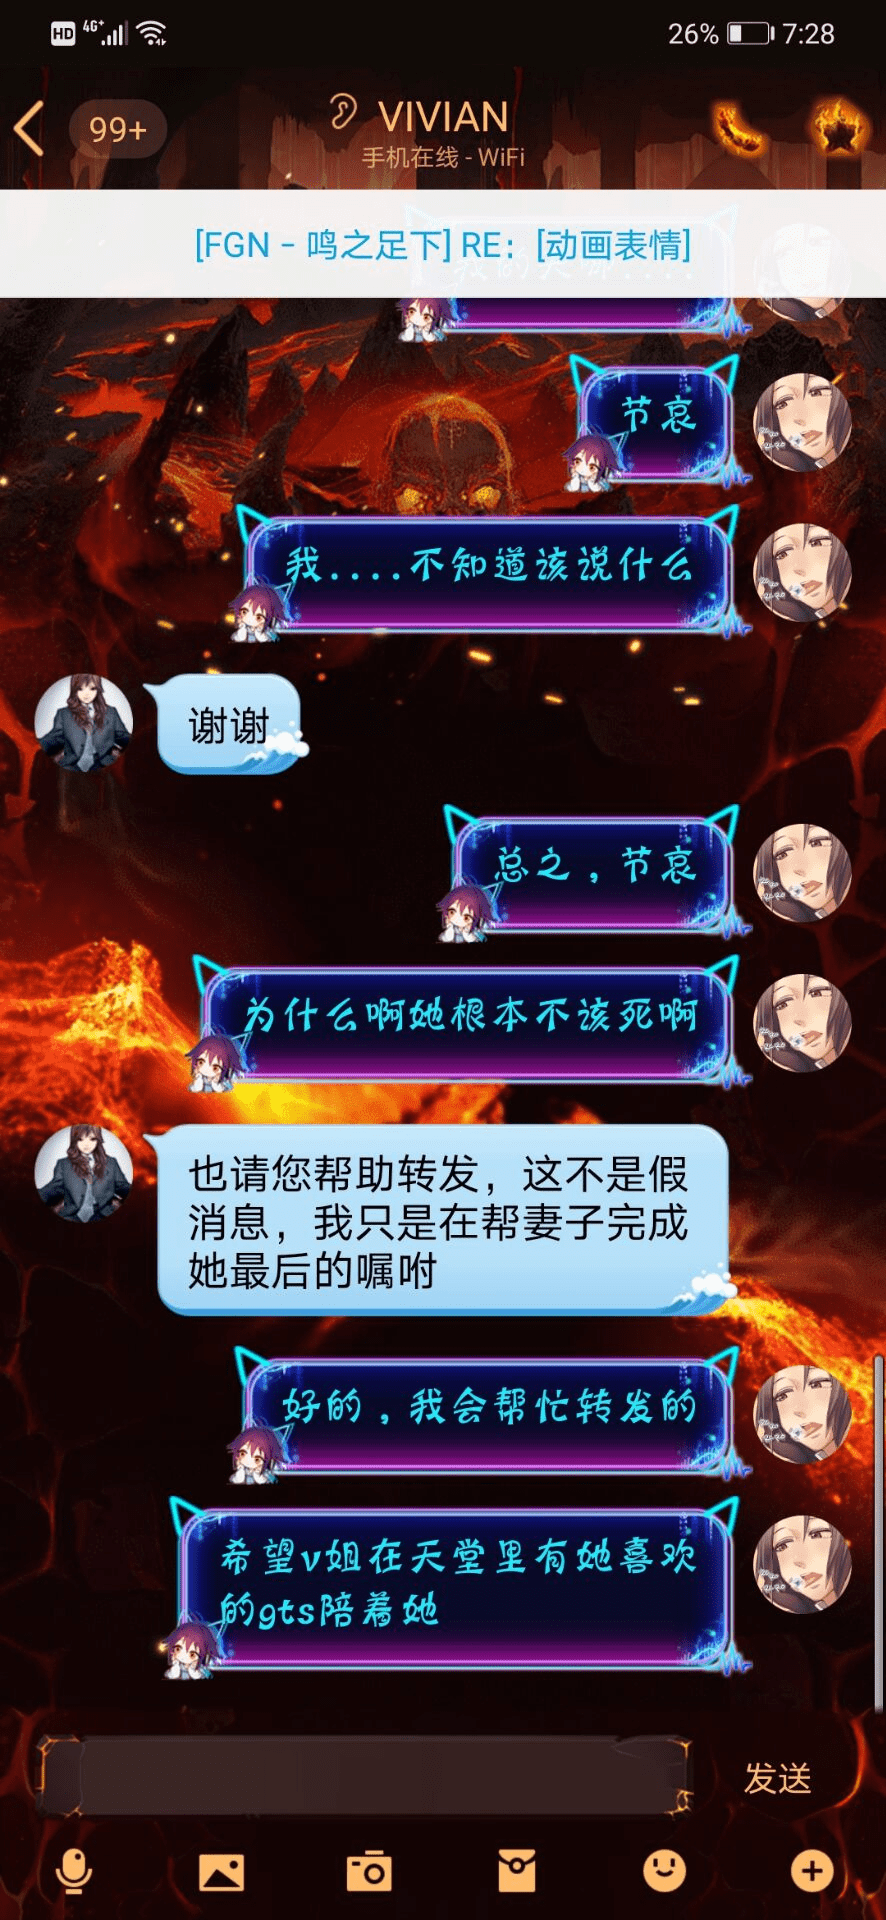 HD 4G+ 26% 7:28
99+ VIVIAN
手机在线 - WiFi
[FGN - 鸣之足下] RE：[动画表情]
节哀
我....不知道该说什么
谢谢
总之，节哀
为什么啊她根本不该死啊
也请您帮助转发，这不是假
消息，我只是在帮妻子完成
她最后的嘱咐
好的，我会帮忙转发的
希望v姐在天堂里有她喜欢
的gts陪着她
发送